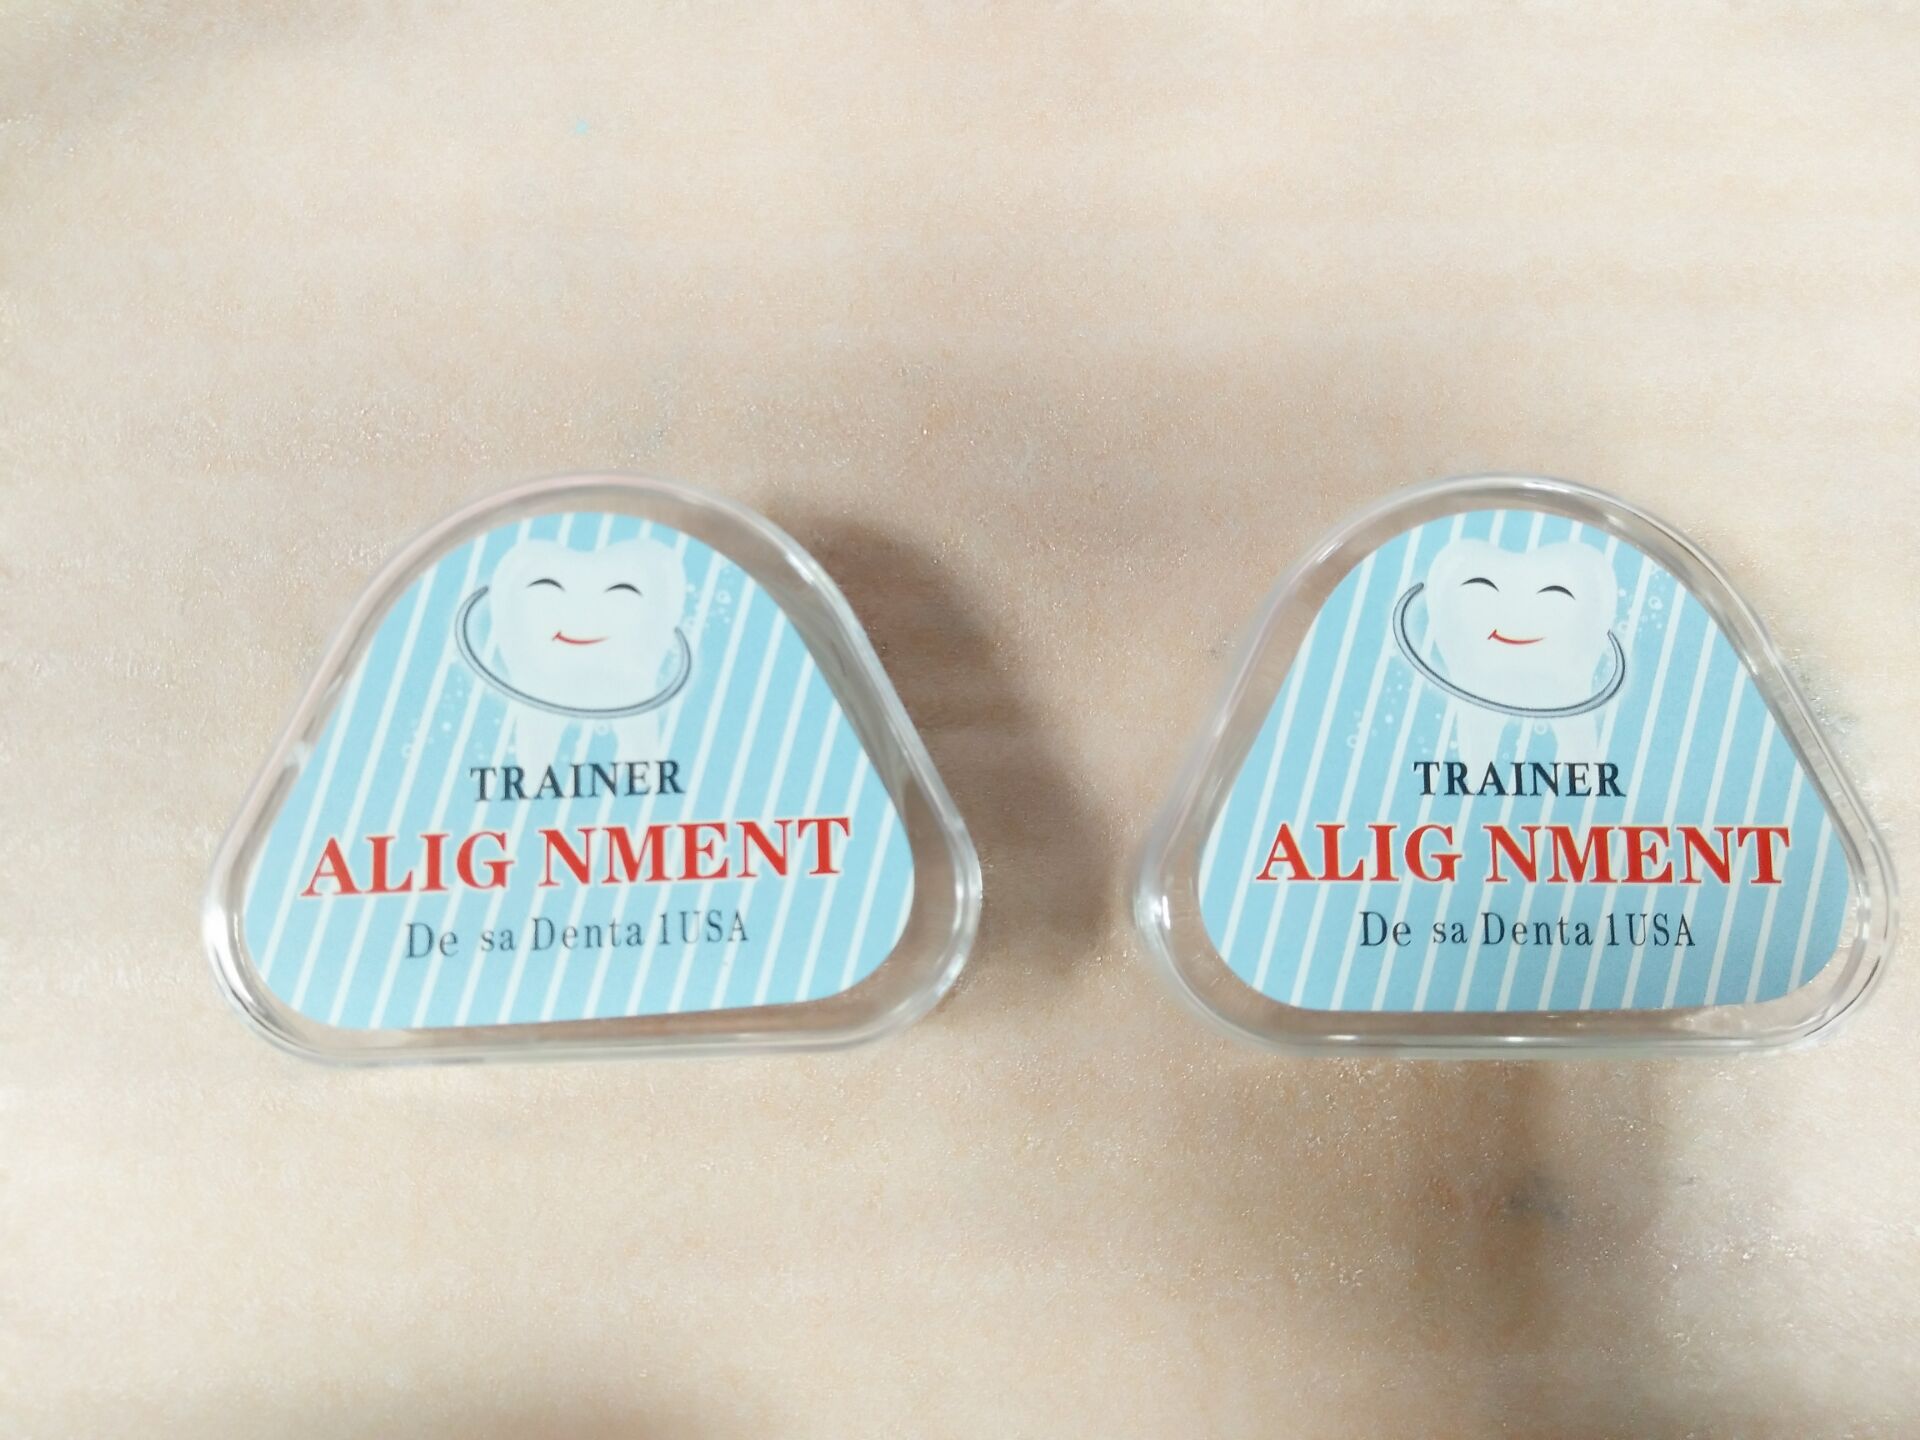 TRAINER
ALIG NMENT
De sa Denta 1USA
TRAINER
ALIG NMENT
De sa Denta 1USA